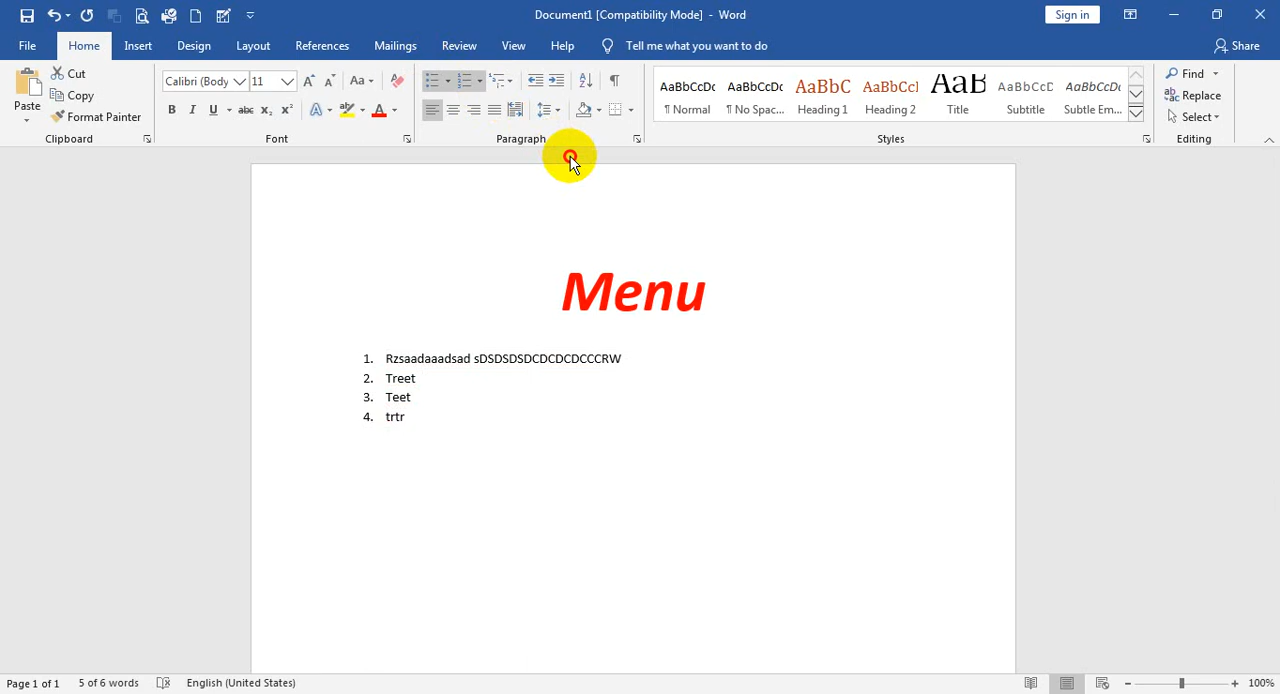 Document1 [Compatibility Mode] - Word
Sign in
File Home Insert Design Layout References Mailings Review View Help Tell me what you want to do Share
Paste
Cut
Copy
Format Painter
Clipboard
Calibri (Body 11
Font
Paragraph
AaBbCcDc AaBbCcDc AaBbC AaBbCcI AaB AaBbCcD AaBbCcDc
¶ Normal ¶ No Spac... Heading 1 Heading 2 Title Subtitle Subtle Em...
Styles
Find
Replace
Select
Editing
Menu
1. Rzsaadaaadsad sDSDSDSDCDCDCDCCCRW
2. Treet
3. Teet
4. trtr
Page 1 of 1 5 of 6 words English (United States) 100%